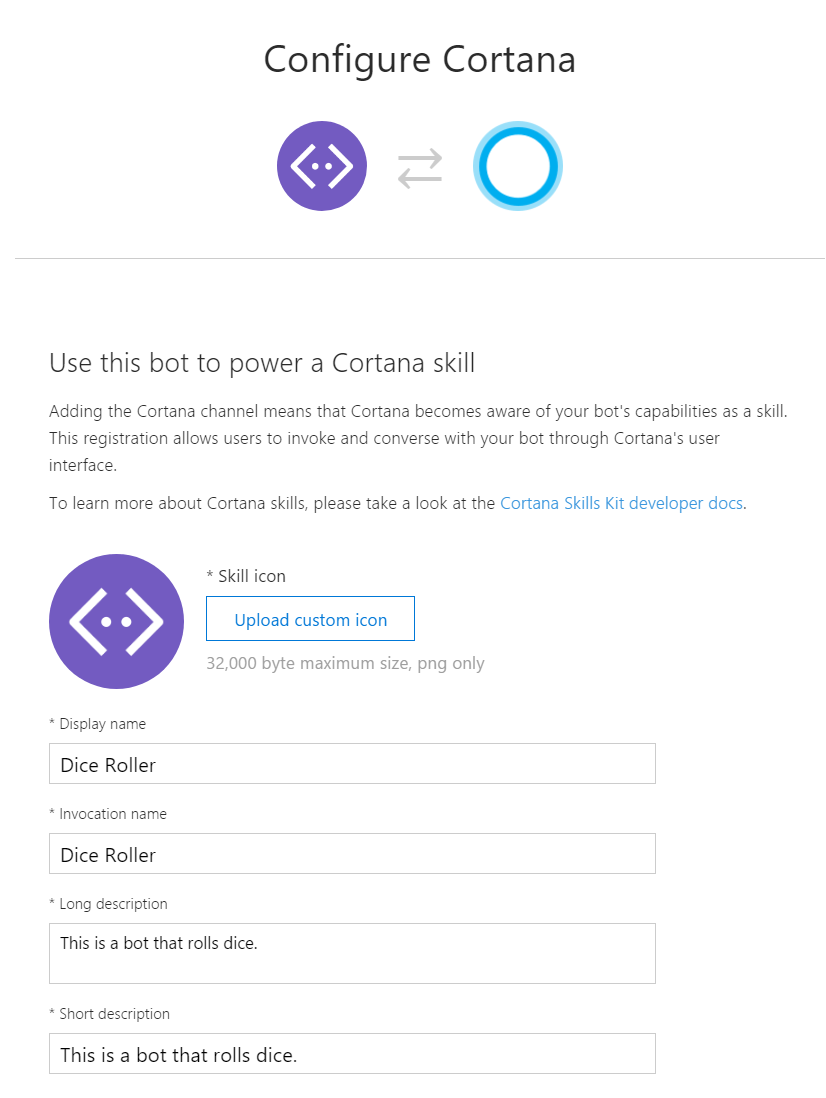 Configure Cortana
Use this bot to power a Cortana skill
Adding the Cortana channel means that Cortana becomes aware of your bot's capabilities as a skill.
This registration allows users to invoke and converse with your bot through Cortana's user
interface.
To learn more about Cortana skills, please take a look at the Cortana Skills Kit developer docs.
* Skill icon
Upload custom icon
32,000 byte maximum size, png only
* Display name
Dice Roller
* Invocation name
Dice Roller
* Long description
This is a bot that rolls dice.
* Short description
This is a bot that rolls dice.